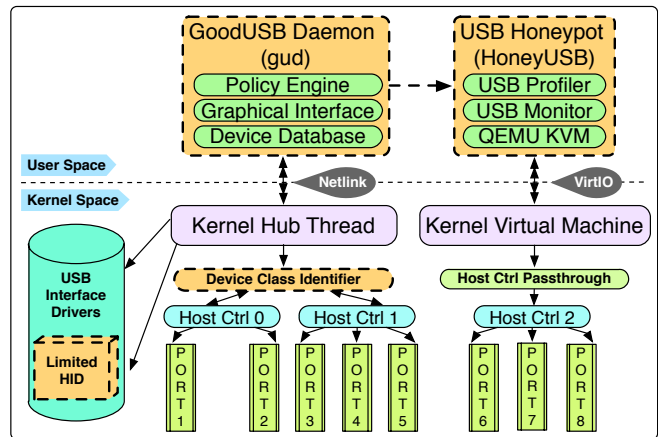 GoodUSB Daemon
(gud)
Policy Engine
Graphical Interface
Device Database
USB Honeypot
(HoneyUSB)
USB Profiler
USB Monitor
QEMU KVM
User Space
Netlink
VirtIO
Kernel Space
Kernel Hub Thread
Kernel Virtual Machine
USB
Interface
Drivers
Limited
HID
Device Class Identifier
Host Ctrl Passthroug
Host Ctrl 0
Host Ctrl 1
Host Ctrl 2
PORT1
PORT2
PORT3
PORT4
PORT5
PORT6
PORT7
PORT8